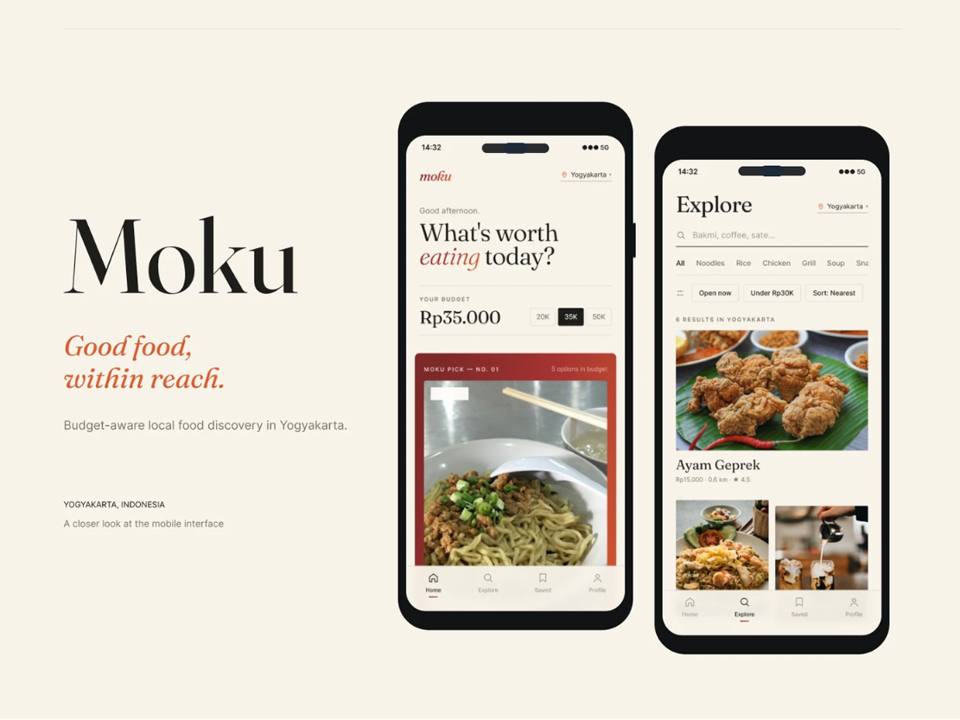 Moku
Good food,
within reach.
Budget-aware local food discovery in Yogyakarta.
YOGYAKARTA, INDONESIA
A closer look at the mobile interface
14:32
5G
moku
Yogyakarta
Good afternoon.
What's worth
eating today?
YOUR BUDGET
Rp35.000
20K
35K
50K
MOKU PICK — NO. 01
5 options in budget
Home
Explore
Saved
Profile
14:32
5G
Explore
Yogyakarta
Bakmi, coffee, sate...
All
Noodles
Rice
Chicken
Grill
Soup
Sna
Open now
Under Rp30K
Sort: Nearest
6 RESULTS IN YOGYAKARTA
Ayam Geprek
Rp15.000 · 0.6 km · ★ 4.5
Home
Explore
Saved
Profile